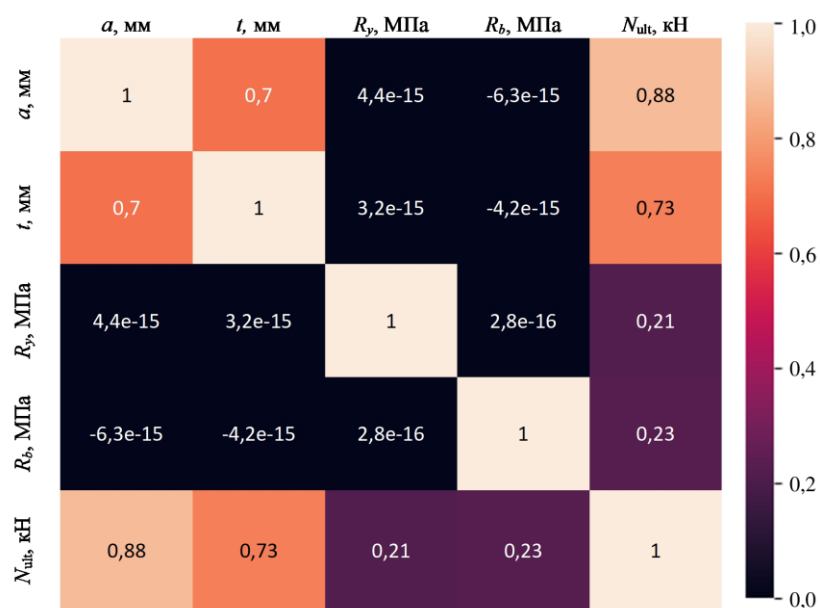 a, мм t, мм Ry, МПа Rb, МПа Nult, кН
a, мм 1 0,7 4,4e-15 -6,3e-15 0,88
t, мм 0,7 1 3,2e-15 -4,2e-15 0,73
Ry, МПа 4,4e-15 3,2e-15 1 2,8e-16 0,21
Rb, МПа -6,3e-15 -4,2e-15 2,8e-16 1 0,23
Nult, кН 0,88 0,73 0,21 0,23 1
1,0
0,8
0,6
0,4
0,2
0,0